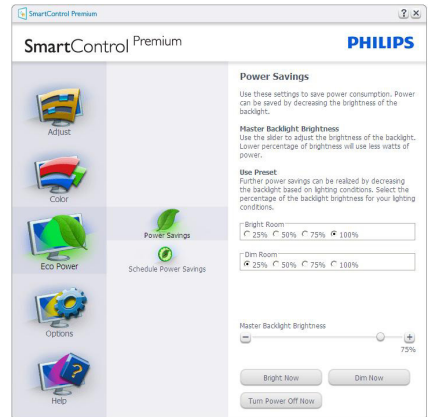 SmartControl Premium
? ×
SmartControl Premium
PHILIPS
Adjust
Color
Eco Power
Options
Help
Power Savings
Schedule Power Savings
Power Savings
Use these settings to save power consumption. Power
can be saved by decreasing the brightness of the
backlight.
Master Backlight Brightness
Use the slider to adjust the brightness of the backlight.
Lower percentage of brightness will use less watts of
power.
Use Preset
Further power savings can be realized by decreasing
the backlight based on lighting conditions. Select the
percentage of the backlight brightness for your lighting
conditions.
Bright Room
25% 50% 75% 100%
Dim Room
25% 50% 75% 100%
Master Backlight Brightness
75%
Bright Now Dim Now
Turn Power Off Now